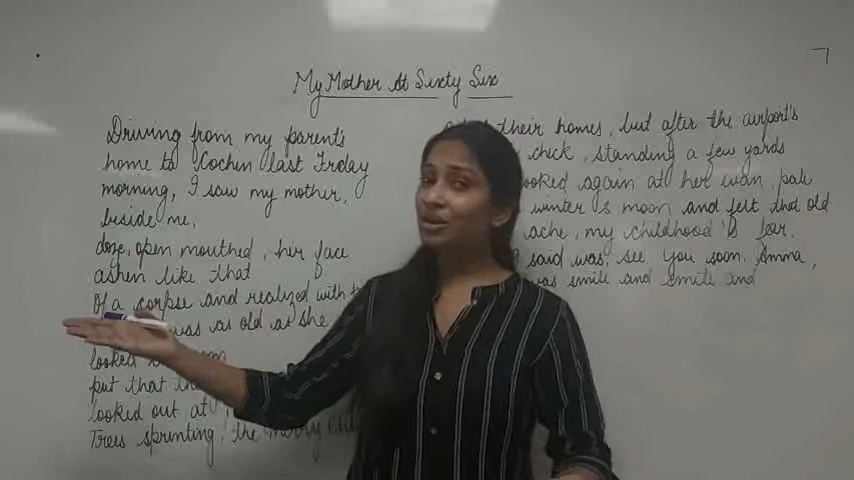 My Mother At Sixty Six
7
Driving from my parent's
home to Cochin last Friday
morning, I saw my mother,
beside me,
doze, open mouthed, her face
ashen like that
Of a corpse and realized with
was as old at she
looked
put that
looked out at
Trees sprinting, the merry
their homes, but after the airport's
check, standing a few yards
looked again at her wan, pale
winter's moon and felt that old
ache, my childhood's fear.
said was, see you soon, Amma,
was smile and smile and